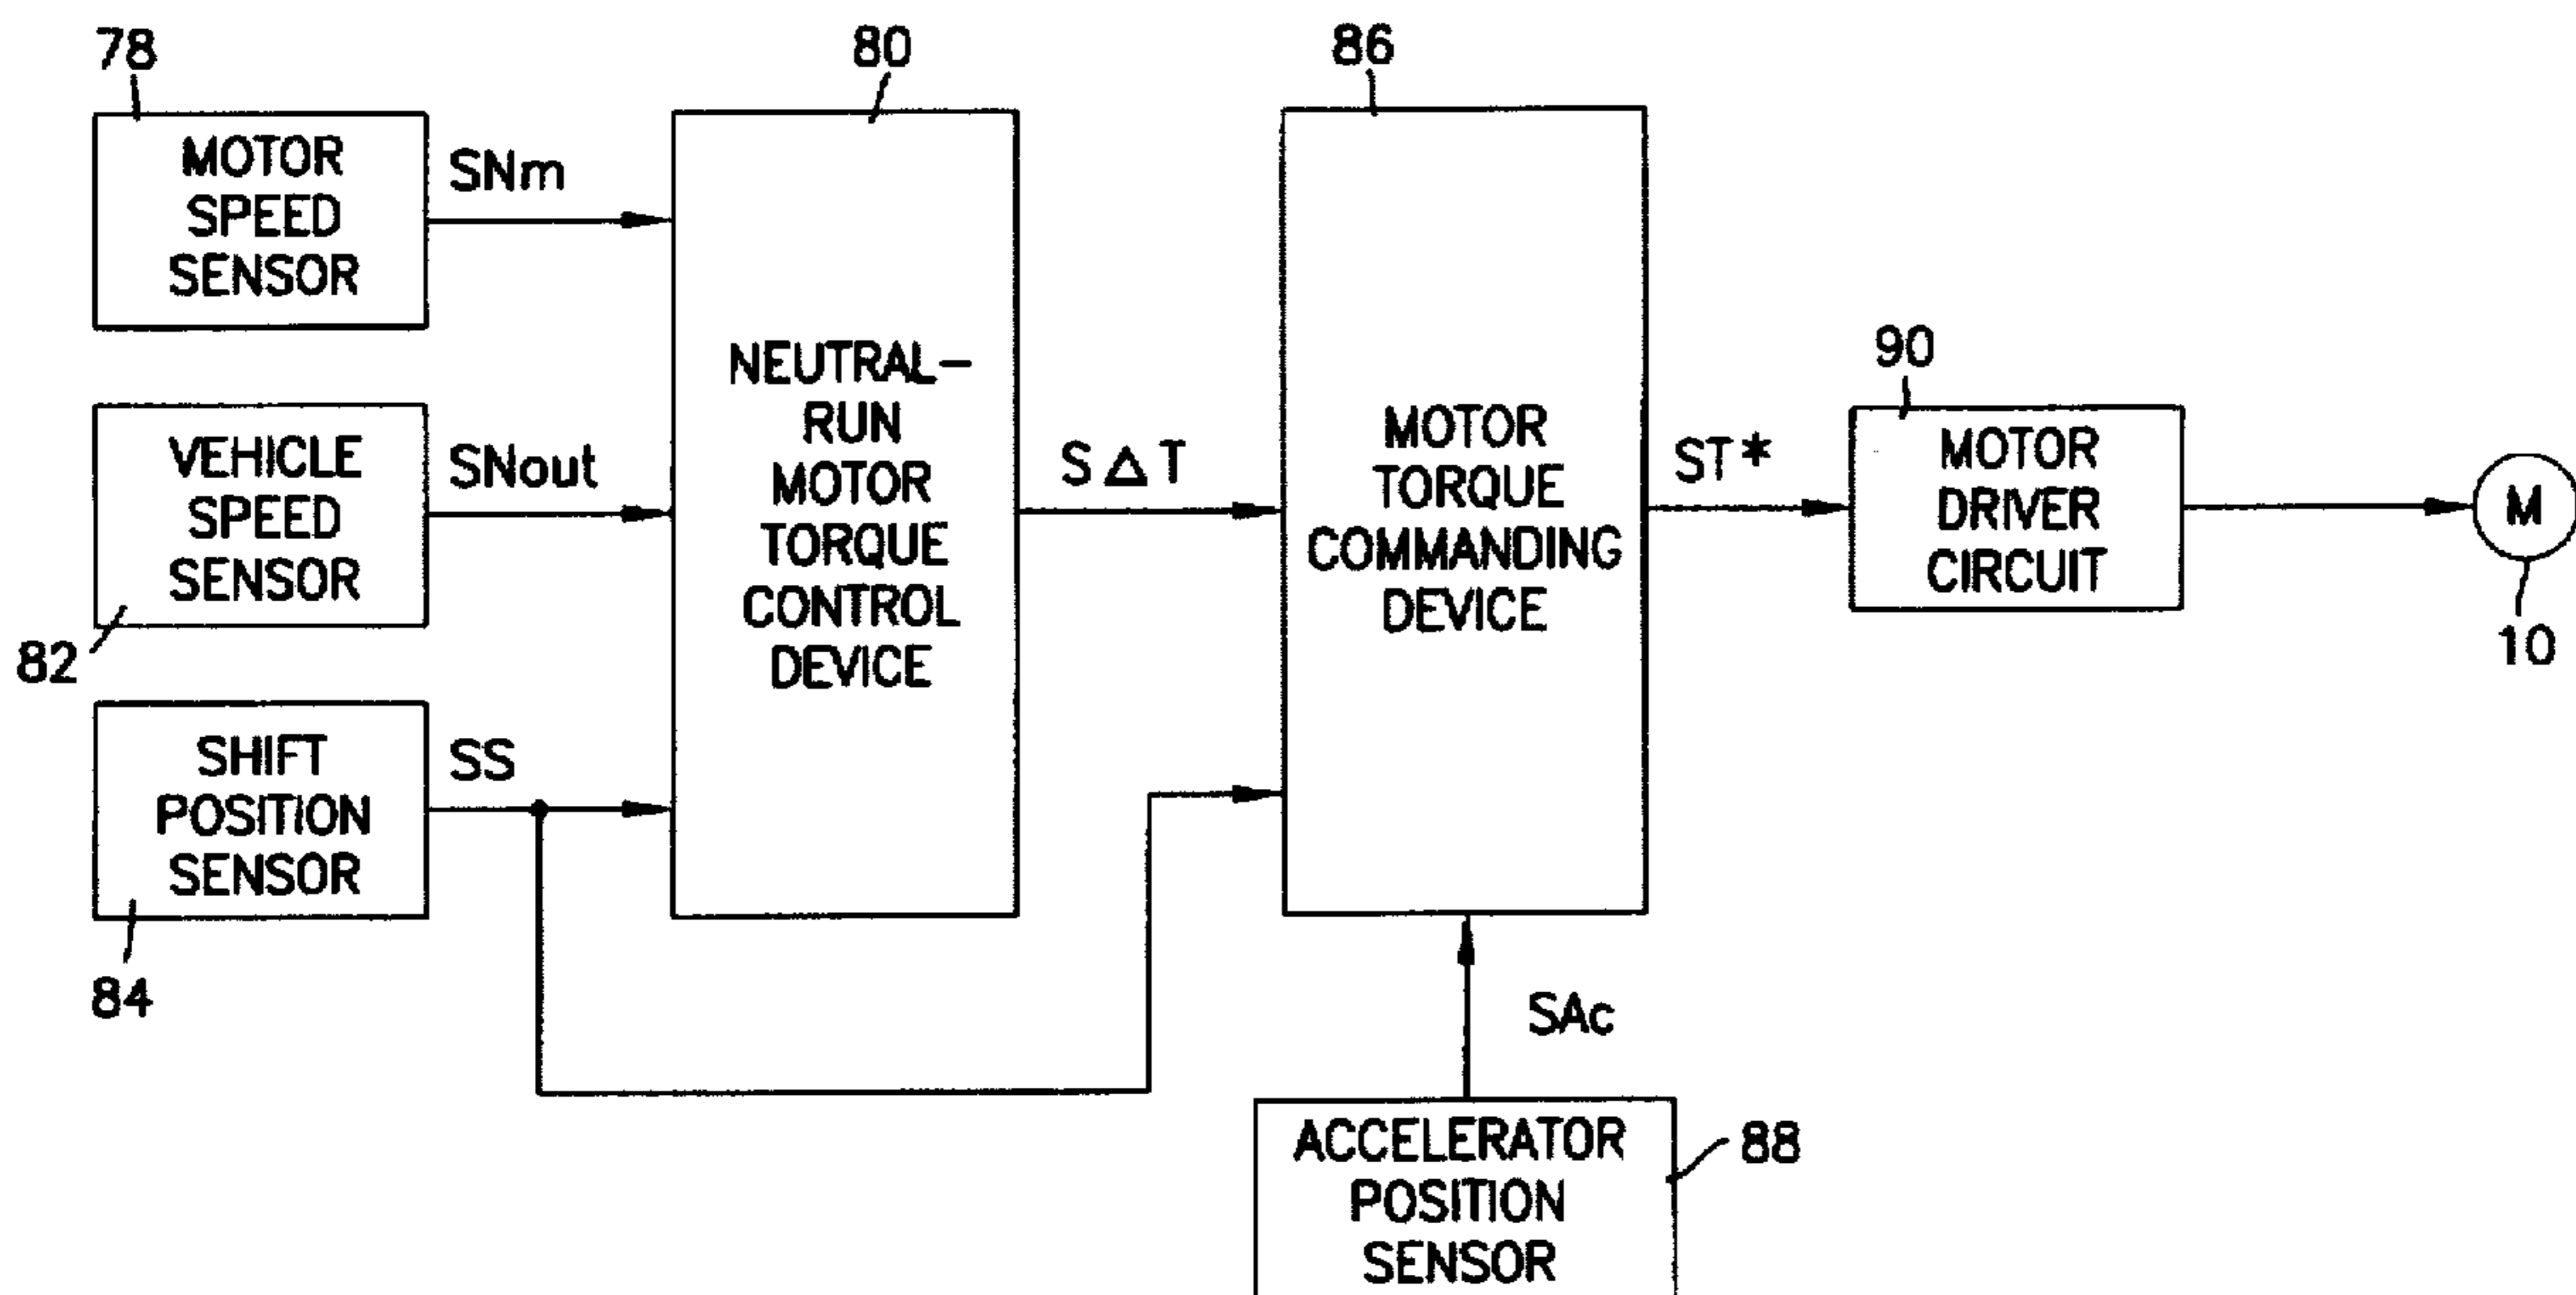 78
MOTOR
SPEED
SENSOR
SNm
VEHICLE
SPEED
SENSOR
82
SNout
SHIFT
POSITION
SENSOR
84
SS
80
NEUTRAL-
RUN
MOTOR
TORQUE
CONTROL
DEVICE
SΔT
86
MOTOR
TORQUE
COMMANDING
DEVICE
ST*
90
MOTOR
DRIVER
CIRCUIT
M
10
SAc
ACCELERATOR
POSITION
SENSOR
88